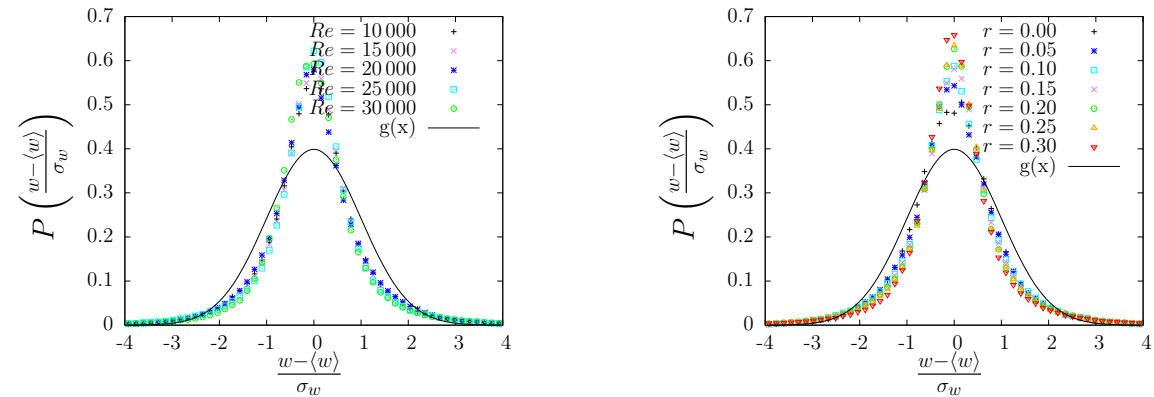 0.7
0.6
0.5
0.4
0.3
0.2
0.1
0
-4 -3 -2 -1 0 1 2 3 4
P ( w−⟨w⟩ / σ_w )
w−⟨w⟩
σ_w
Re = 10 000
Re = 15 000
Re = 20 000
Re = 25 000
Re = 30 000
g(x)
0.7
0.6
0.5
0.4
0.3
0.2
0.1
0
-4 -3 -2 -1 0 1 2 3 4
P ( w−⟨w⟩ / σ_w )
w−⟨w⟩
σ_w
r = 0.00
r = 0.05
r = 0.10
r = 0.15
r = 0.20
r = 0.25
r = 0.30
g(x)